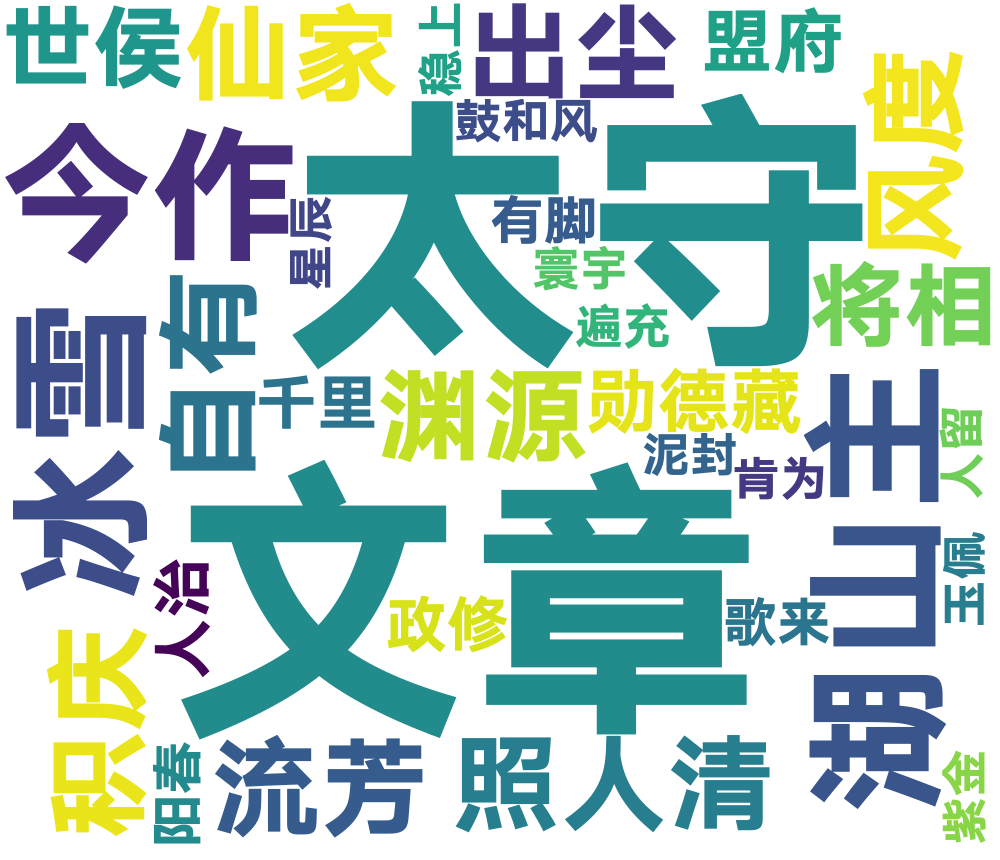 世侯
仙家
稳上
出尘
盟府
风度
今作
鼓和风
太守
星辰
有脚
寰宇
将相
遍充
自有
冰雪
千里
渊源
勋德藏
王
人留
泥封
肯为
文章
湖山
玉佩
人治
政修
歌来
积庆
阳春
流芳
照人清
紫金